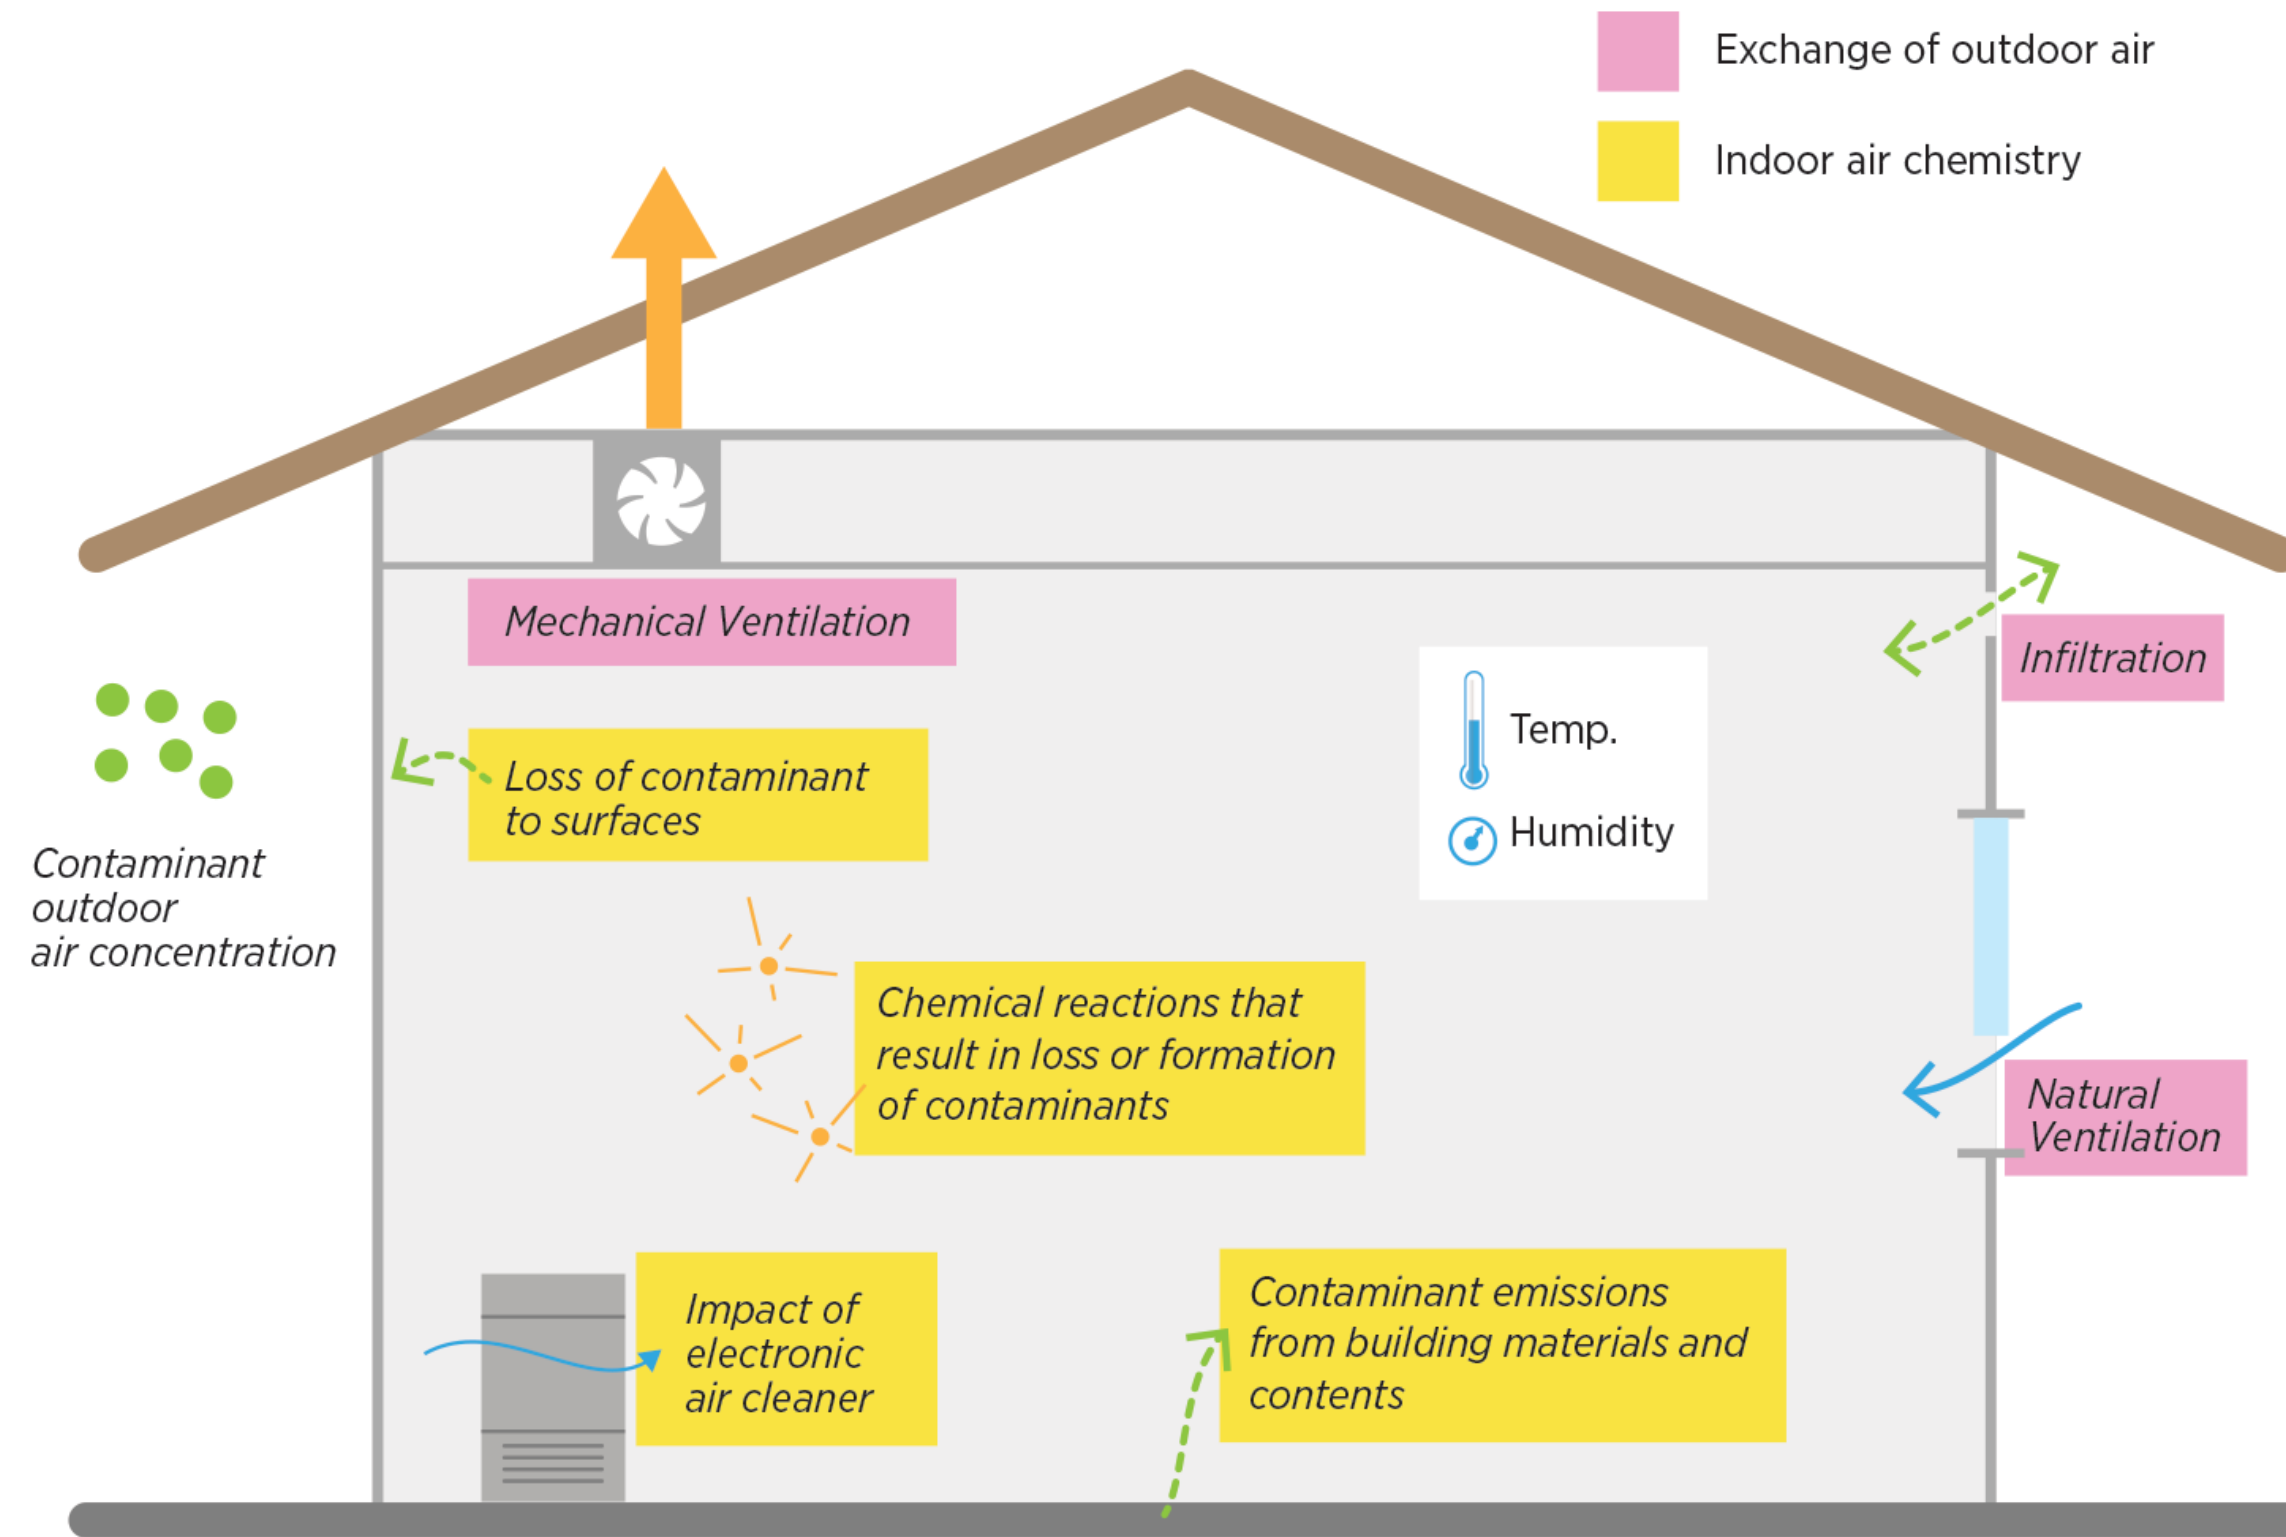 Exchange of outdoor air
Indoor air chemistry
Mechanical Ventilation
Infiltration
Temp.
Humidity
Loss of contaminant
to surfaces
Contaminant
outdoor
air concentration
Chemical reactions that
result in loss or formation
of contaminants
Natural
Ventilation
Impact of
electronic
air cleaner
Contaminant emissions
from building materials and
contents